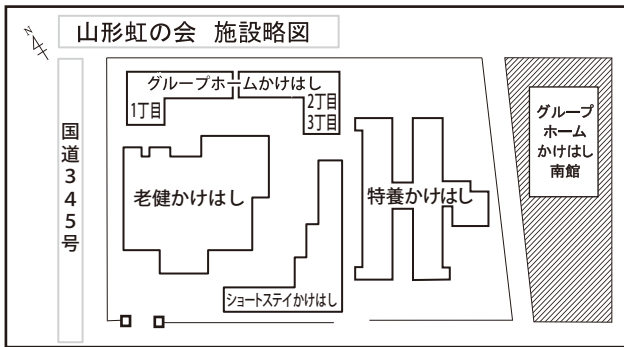 山形虹の会 施設略図
N
国道345号
グループホームかけはし
1丁目
2丁目
3丁目
老健かけはし
特養かけはし
ショートステイかけはし
グループ
ホーム
かけはし
南館